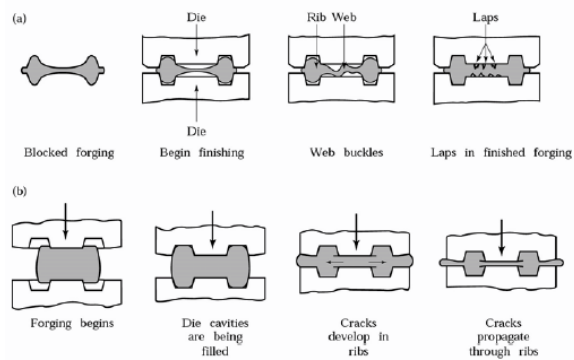 (a)
Die
Rib Web
Laps
Die
Blocked forging
Begin finishing
Web buckles
Laps in finished forging
(b)
Forging begins
Die cavities
are being
filled
Cracks
develop in
ribs
Cracks
propagate
through ribs